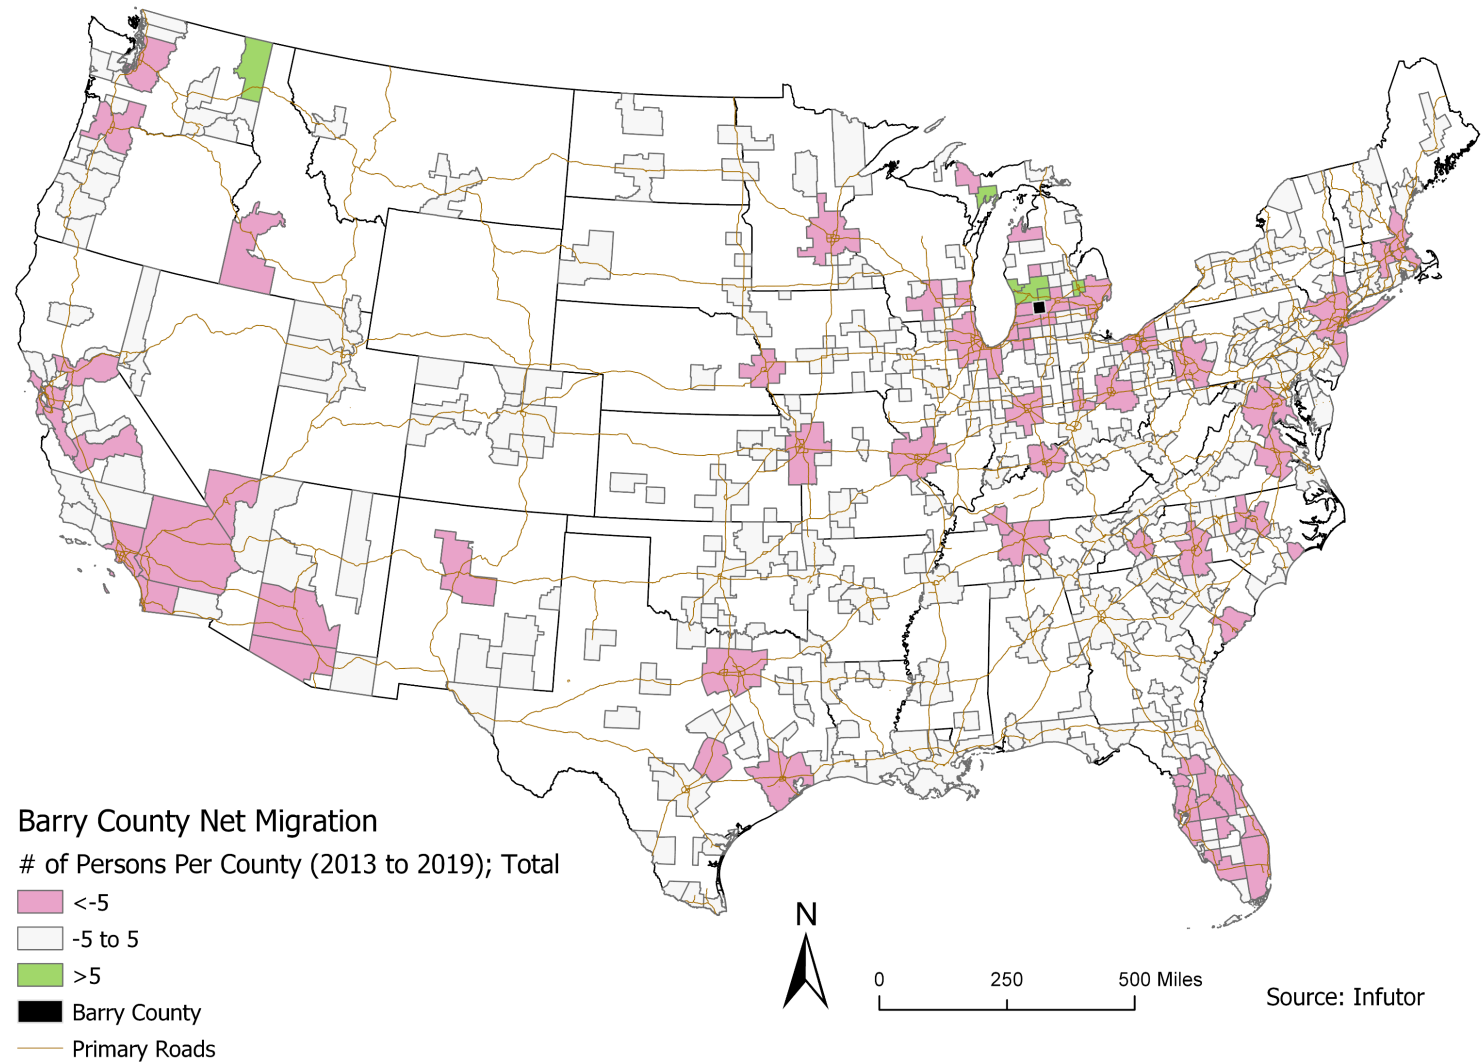 Barry County Net Migration
# of Persons Per County (2013 to 2019); Total
<-5
-5 to 5
>5
Barry County
Primary Roads
N
0 250 500 Miles
Source: Infutor